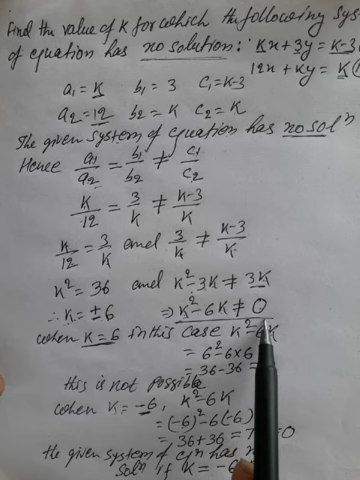 Find the value of k for which the following sys
of equation has no solution: kx + 3y = k-3
12x + ky = k
a₁ = k b₁ = 3 c₁ = k-3
a₂ = 12 b₂ = k c₂ = k
The given system of equation has no solⁿ
Hence a₁/a₂ = b₁/b₂ ≠ c₁/c₂
k/12 = 3/k ≠ k-3/k
k/12 = 3/k and 3/k ≠ k-3/k
k² = 36 and k²-3k ≠ 3k
∴ k = ±6 ⇒ k²-6k ≠ 0
when k=6 in this case k²-6k
= 6²-6×6
= 36-36 =
this is not possible
when k = -6, k²-6k
= (-6)²-6(-6)
= 36+36 = 7 0
the given system of eqⁿ has
solⁿ if k = -6